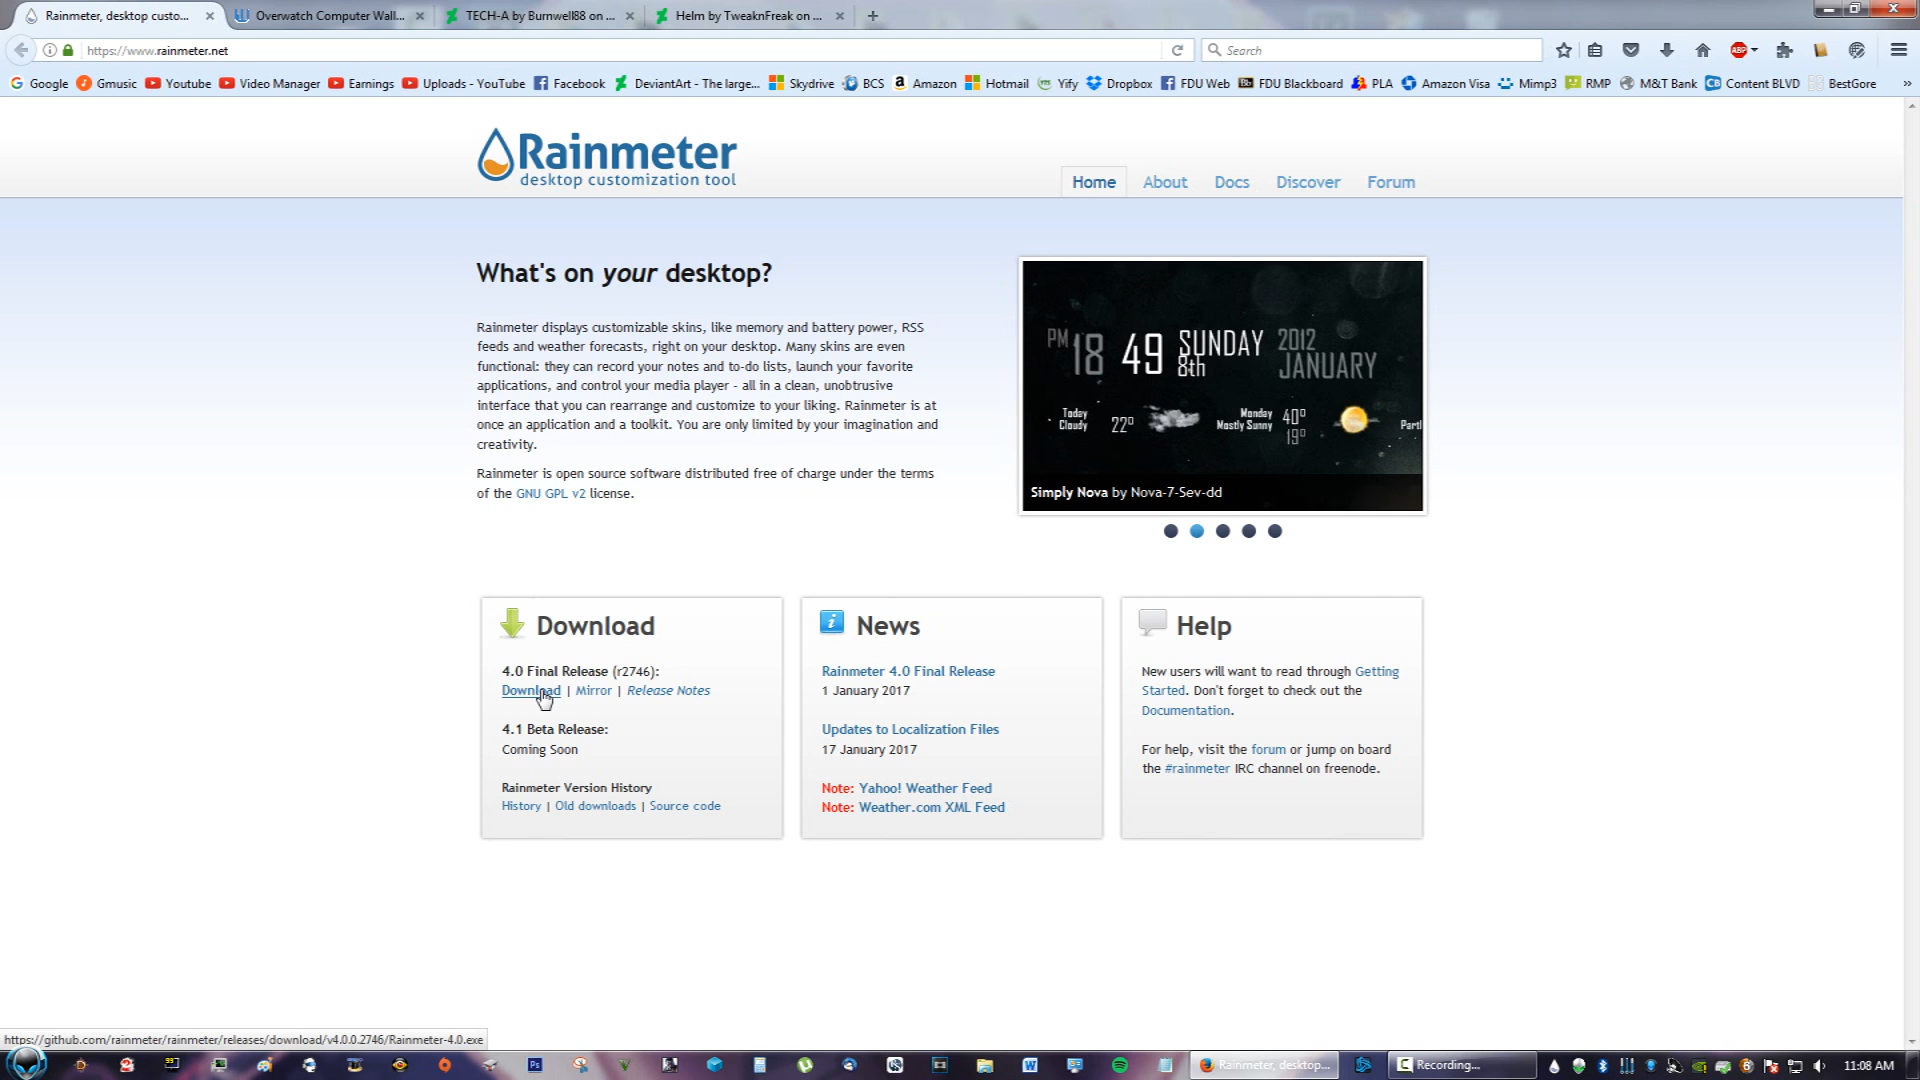 Rainmeter, desktop custo...
Overwatch Computer Wall...
TECH-A by Burnwell88 on ...
Helm by TweaknFreak on ...
https://www.rainmeter.net
Search
ABP
Google
Gmusic
Youtube
Video Manager
Earnings
Uploads - YouTube
Facebook
DeviantArt - The large...
Skydrive
BCS
Amazon
Hotmail
Yify
Dropbox
FDU Web
FDU Blackboard
PLA
Amazon Visa
Mimp3
RMP
M&T Bank
Content BLVD
BestGore
Rainmeter
desktop customization tool
Home
About
Docs
Discover
Forum
What's on your desktop?
Rainmeter displays customizable skins, like memory and battery power, RSS
feeds and weather forecasts, right on your desktop. Many skins are even
functional: they can record your notes and to-do lists, launch your favorite
applications, and control your media player - all in a clean, unobtrusive
interface that you can rearrange and customize to your liking. Rainmeter is at
once an application and a toolkit. You are only limited by your imagination and
creativity.
Rainmeter is open source software distributed free of charge under the terms
of the GNU GPL v2 license.
PM 18 49 SUNDAY 8th 2012 JANUARY
Today
Cloudy
22°
Monday
Mostly Sunny
40°
19°
Partl
Simply Nova by Nova-7-Sev-dd
Download
4.0 Final Release (r2746):
Download | Mirror | Release Notes
4.1 Beta Release:
Coming Soon
Rainmeter Version History
History | Old downloads | Source code
News
Rainmeter 4.0 Final Release
1 January 2017
Updates to Localization Files
17 January 2017
Note: Yahoo! Weather Feed
Note: Weather.com XML Feed
Help
New users will want to read through Getting
Started. Don't forget to check out the
Documentation.
For help, visit the forum or jump on board
the #rainmeter IRC channel on freenode.
https://github.com/rainmeter/rainmeter/releases/download/v4.0.0.2746/Rainmeter-4.0.exe
Ps
Rainmeter, desktop...
Recording...
11:08 AM